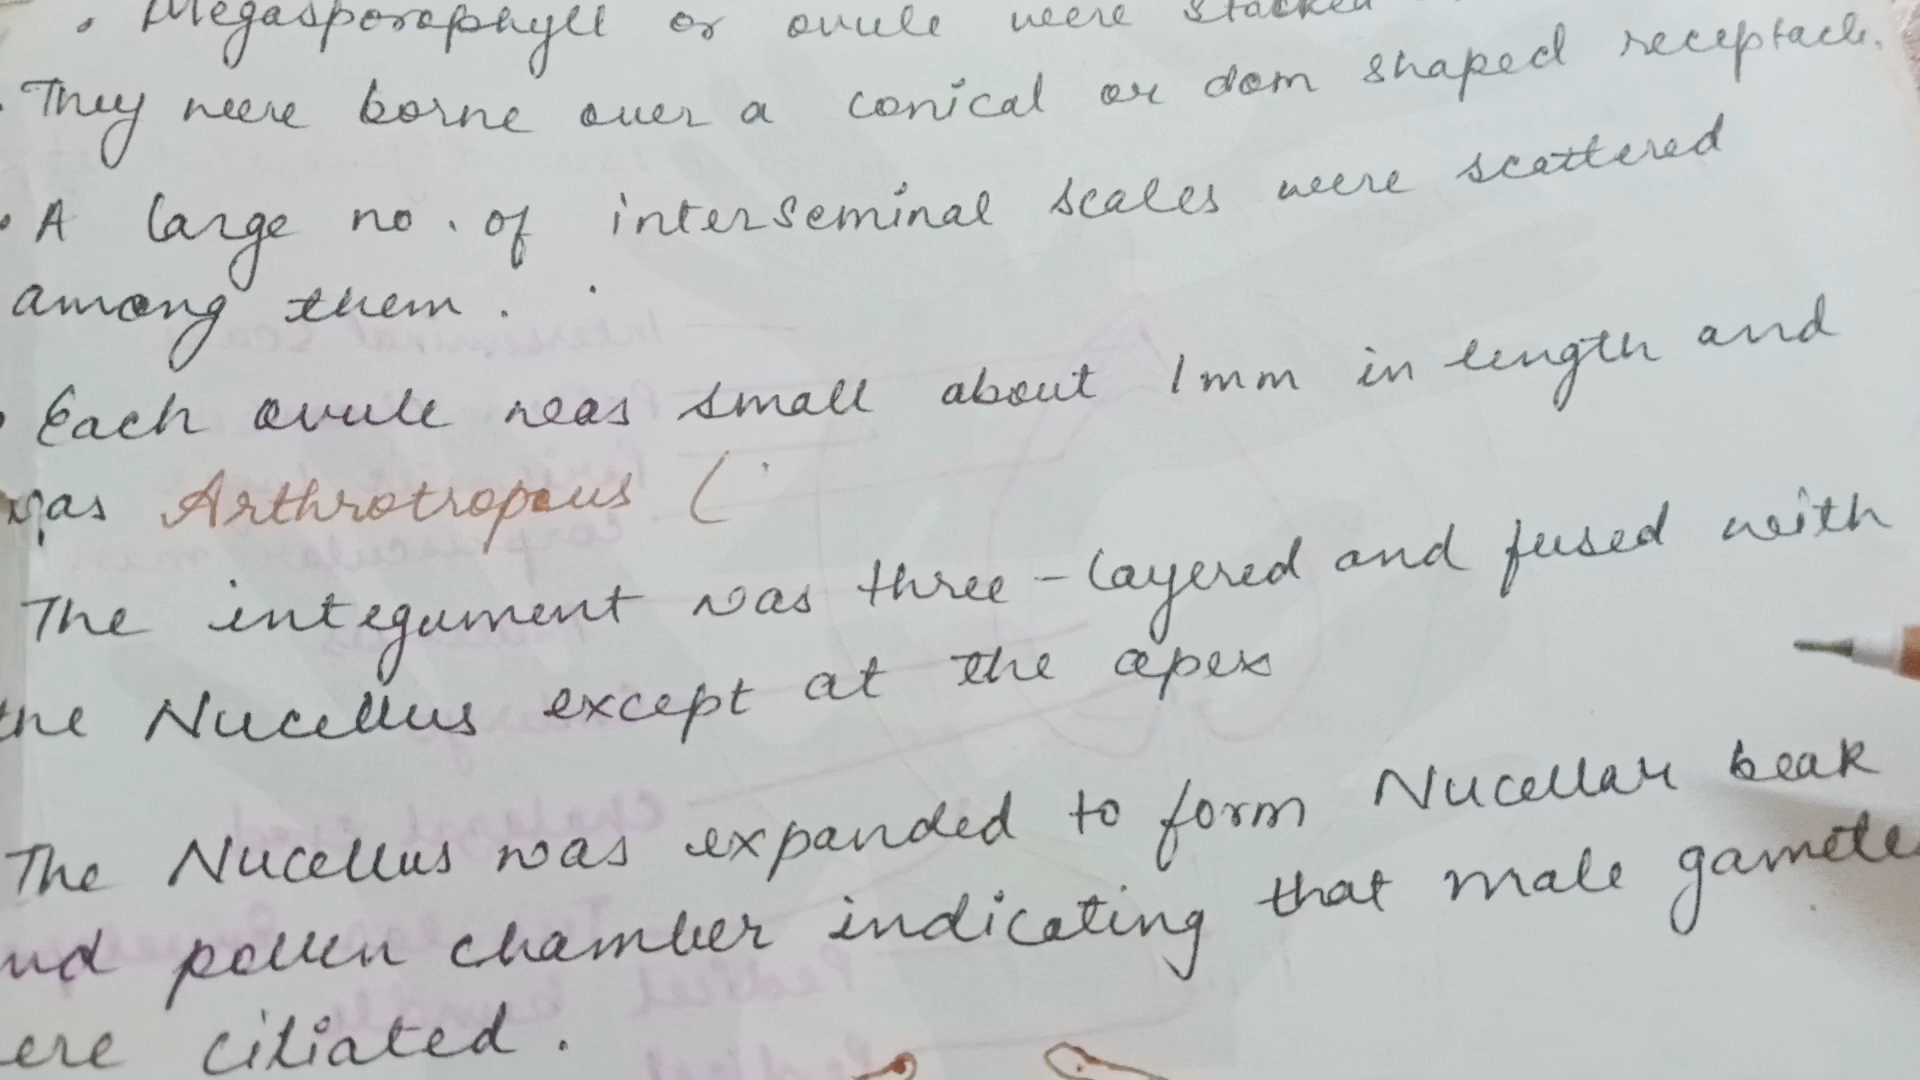 . Megasporophyll or ovule were stacked
. They were borne over a conical or dom shaped receptacle.
. A large no. of interseminal scales were scattered
among them.
. Each ovule was small about 1mm in length and
was Arthrotropous (
The integument was three-layered and fused with
the Nucellus except at the apex
The Nucellus was expanded to form Nucellar beak
nd pollen chamber indicating that male gamete
ere ciliated.